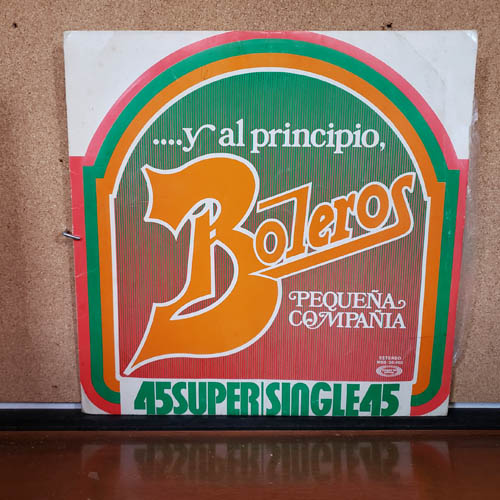 ....y al principio,
Boleros
PEQUEÑA
COMPAÑIA
ESTEREO
45SUPER|SINGLE45